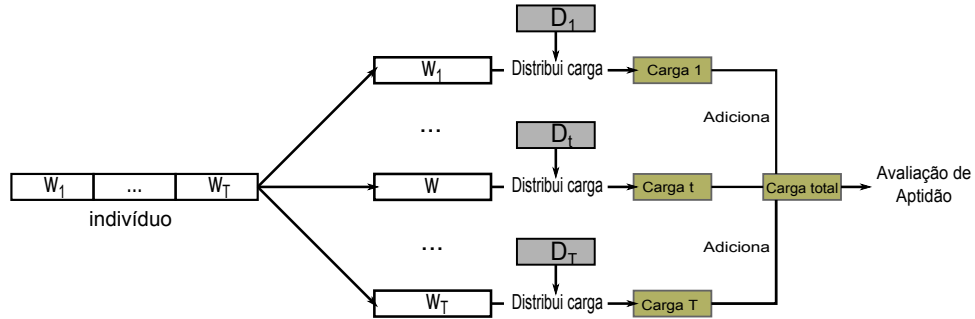 D1
W1
Distribui carga
Carga 1
Adiciona
...
Dt
W1
...
WT
indivíduo
W
Distribui carga
Carga t
Carga total
Avaliação de
Aptidão
...
DT
Adiciona
WT
Distribui carga
Carga T